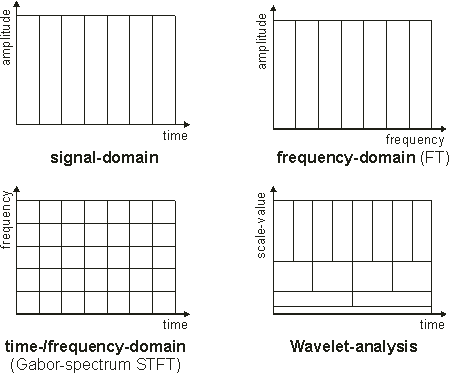 amplitude
time
signal-domain
amplitude
frequency
frequency-domain (FT)
frequency
time
time-/frequency-domain
(Gabor-spectrum STFT)
scale-value
time
Wavelet-analysis